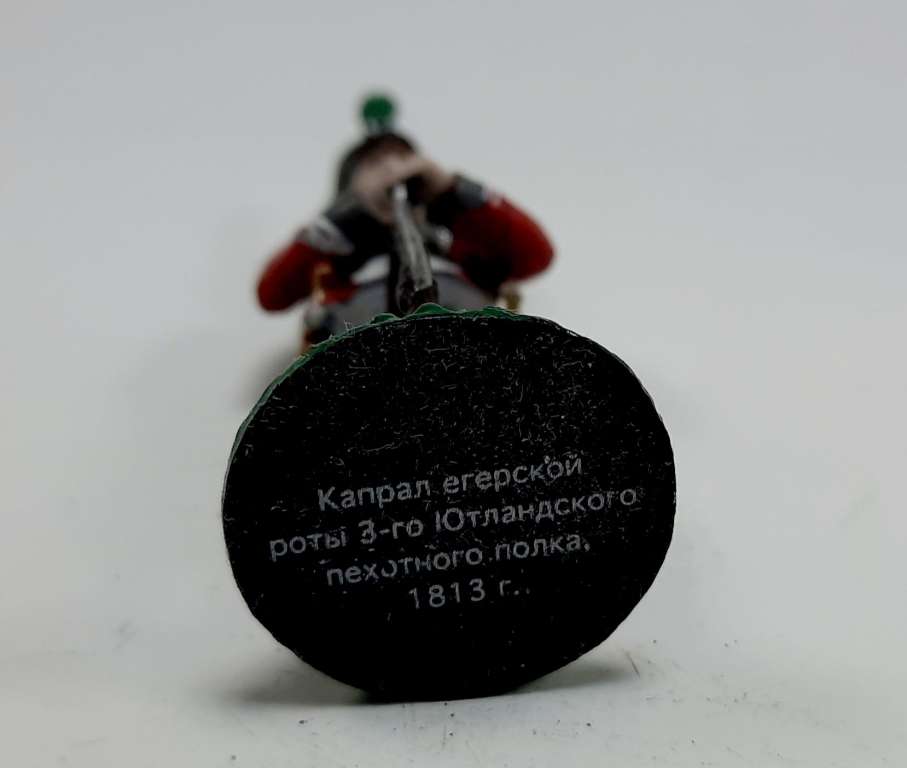 Капрал егерской
роты 3-го Ютландского
пехотного полка,
1813 г..